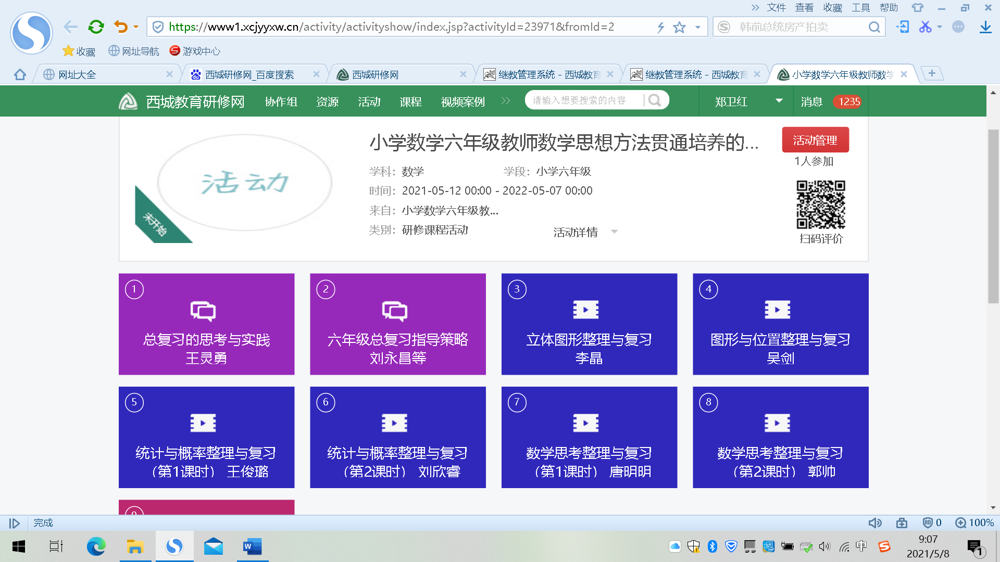 文件 查看 收藏 工具 帮助
https://www1.xcjyyxw.cn/activity/activityshow/index.jsp?activityId=23971&fromId=2
韩前总统房产拍卖
收藏 网址导航 游戏中心
网址大全
西城研修网_百度搜索
西城研修网
继教管理系统 - 西城教育
继教管理系统 - 西城教育
小学数学六年级教师数学
西城教育研修网 协作组 资源 活动 课程 视频案例
请输入想要搜索的内容
郑卫红
消息 1235
小学数学六年级教师数学思想方法贯通培养的...
活动管理
1人参加
学科: 数学 学段: 小学六年级
时间: 2021-05-12 00:00 - 2022-05-07 00:00
来自: 小学数学六年级教...
类别: 研修课程活动
活动详情
扫码评价
活动
未开始
1
总复习的思考与实践
王灵勇
2
六年级总复习指导策略
刘永昌等
3
立体图形整理与复习
李晶
4
图形与位置整理与复习
吴剑
5
统计与概率整理与复习
（第1课时） 王俊璐
6
统计与概率整理与复习
（第2课时） 刘欣睿
7
数学思考整理与复习
（第1课时） 唐明明
8
数学思考整理与复习
（第2课时） 郭帅
9
完成
0
100%
中
9:07
2021/5/8
1